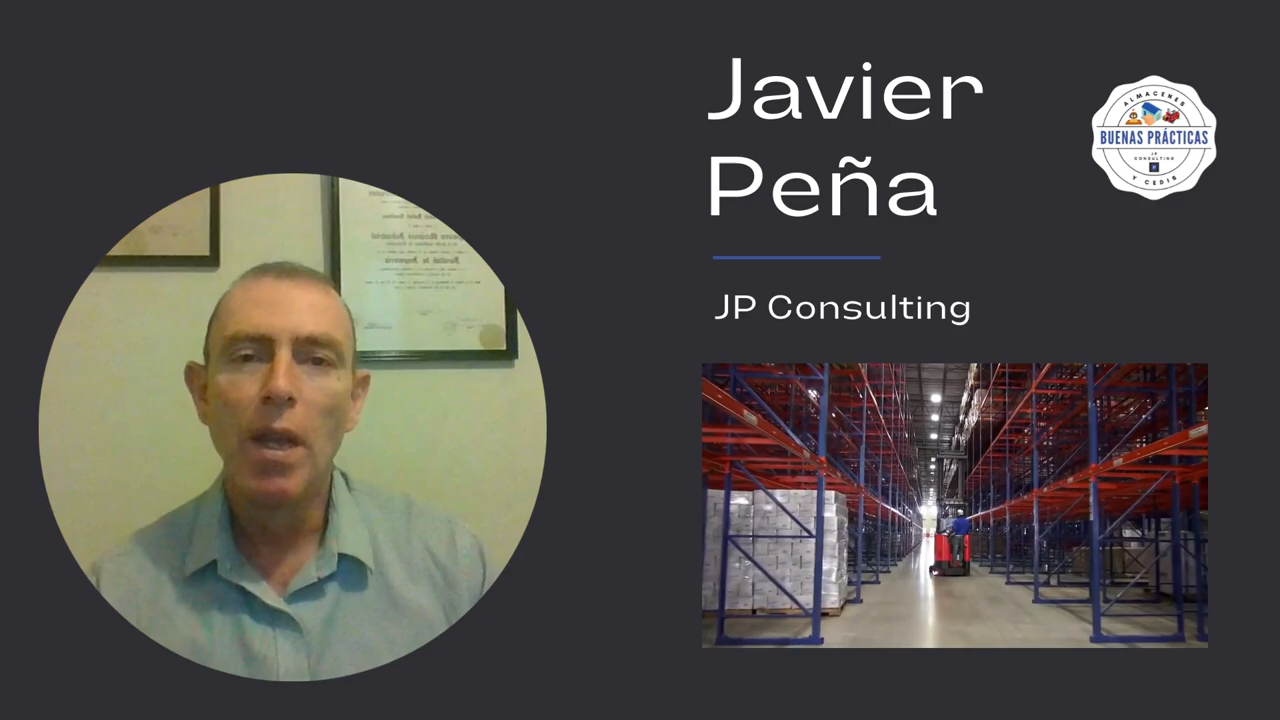 Javier
Peña
JP Consulting
ALMACENES
BUENAS PRÁCTICAS
JP
CONSULTING
Y CEDIS